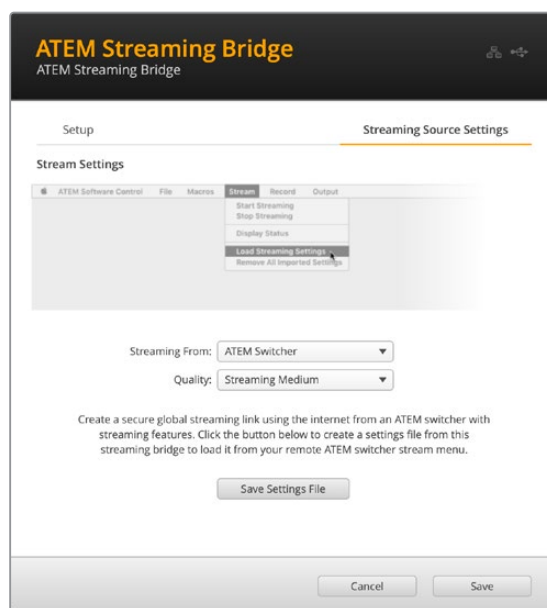 ATEM Streaming Bridge
ATEM Streaming Bridge
Setup
Streaming Source Settings
Stream Settings
ATEM Software Control File Macros Stream Record Output
Start Streaming
Stop Streaming
Display Status
Load Streaming Settings
Remove All Imported Settings
Streaming From: ATEM Switcher
Quality: Streaming Medium
Create a secure global streaming link using the internet from an ATEM switcher with
streaming features. Click the button below to create a settings file from this
streaming bridge to load it from your remote ATEM switcher stream menu.
Save Settings File
Cancel Save